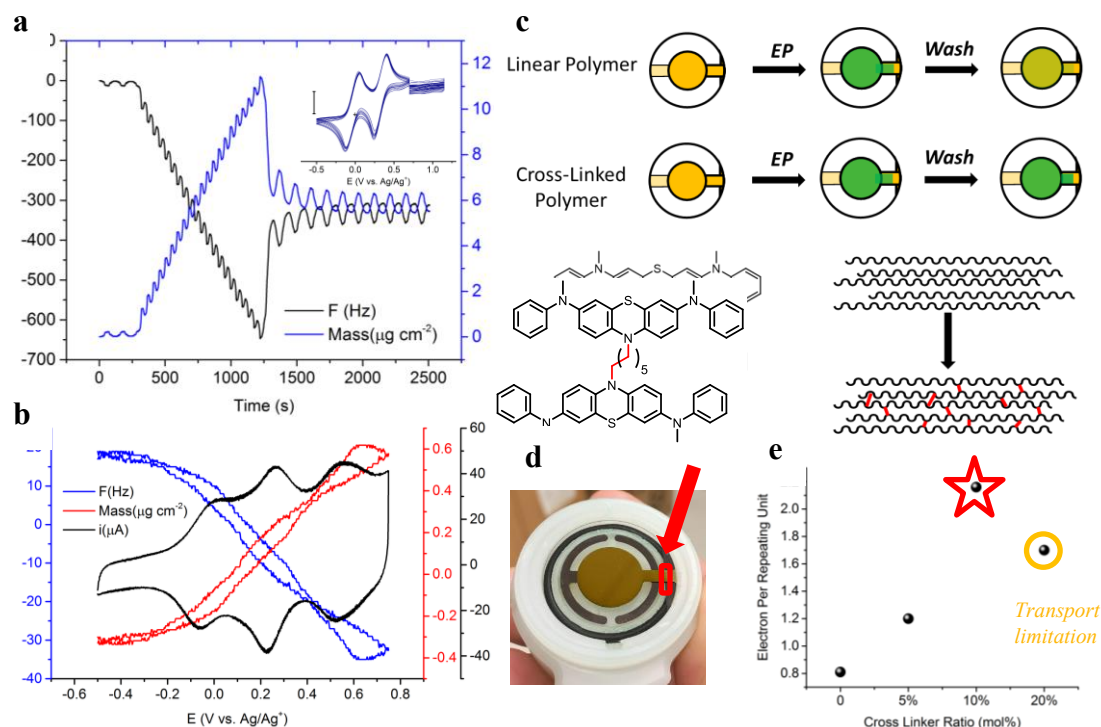 a
0
0
-100
-200
-300
-400
-500
-600
-700
12
10
8
6
4
2
0
-0.5
0.0
0.5
1.0
E (V vs. Ag/Ag⁺)
F (Hz)
Mass(μg cm⁻²)
0
500
1000
1500
2000
2500
Time (s)
b
10
0
-10
-20
-30
-40
0.6
0.4
0.2
0.0
-0.2
-0.4
60
40
20
0
-20
-40
F(Hz)
Mass(μg cm⁻²)
i(μA)
-0.6
-0.4
-0.2
0.0
0.2
0.4
0.6
0.8
E (V vs. Ag/Ag⁺)
c
Linear Polymer
EP
Wash
Cross-Linked
Polymer
EP
Wash
N
S
N
N
S
N
N
5
N
N
S
N
d
e
2.0
1.6
1.2
0.8
Electron Per Repeating Unit
0
5%
10%
20%
Cross Linker Ratio (mol%)
Transport
limitation